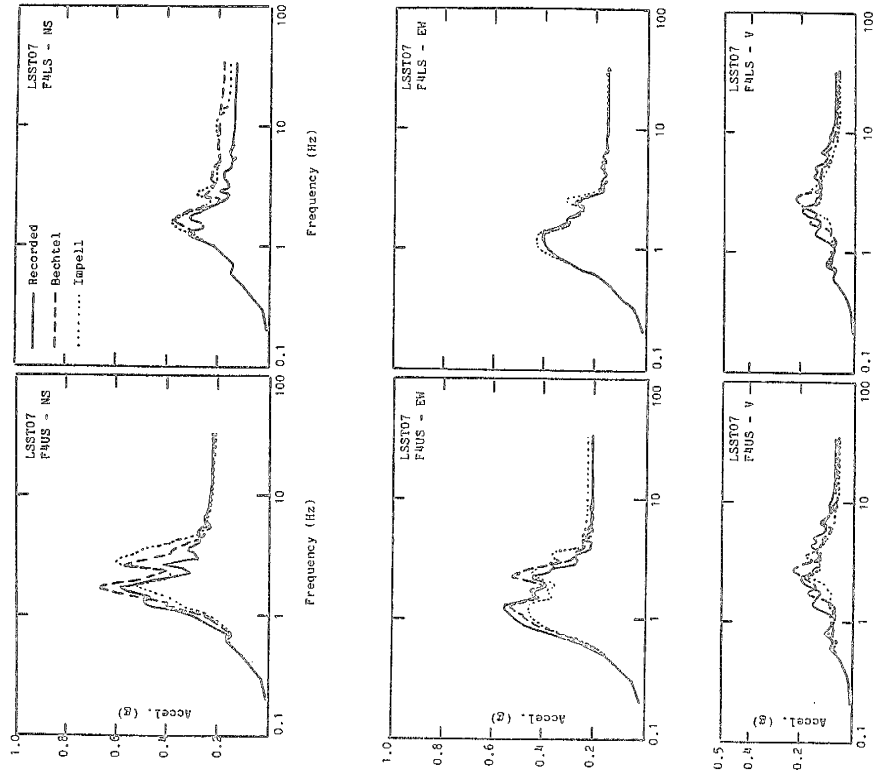 LSST07
F4US - NS
1.0
0.8
0.6
0.4
0.2
Accel. (g)
0.1
1
10
100
Frequency (Hz)
LSST07
F4LS - NS
Recorded
Bechtel
Impell
0.1
1
10
100
Frequency (Hz)
LSST07
F4US - EW
1.0
0.8
0.6
0.4
0.2
Accel. (g)
0.1
1
10
100
LSST07
F4LS - EW
0.1
1
10
100
LSST07
F4US - V
0.5
0.4
0.2
Accel. (g)
0.1
1
10
100
LSST07
F4LS - V
0.1
1
10
100